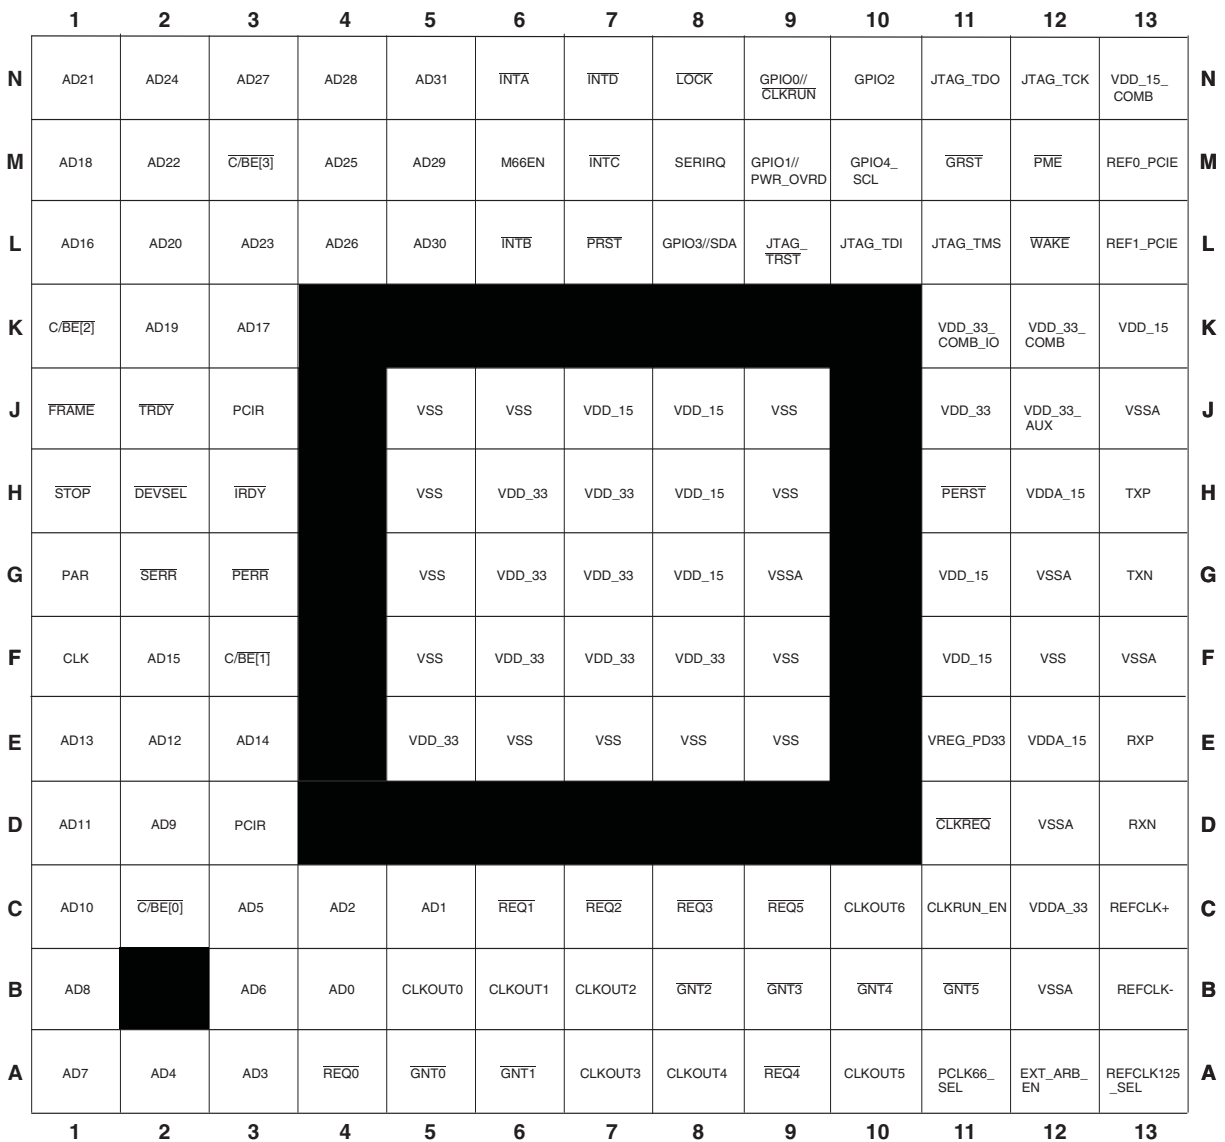 1 2 3 4 5 6 7 8 9 10 11 12 13
N AD21 AD24 AD27 AD28 AD31 INTA INTD LOCK GPIO0// GPIO2 JTAG_TDO JTAG_TCK VDD_15_ N
CLKRUN COMB
M AD18 AD22 C/BE[3] AD25 AD29 M66EN INTC SERIRQ GPIO1// GPIO4_ GRST PME REF0_PCIE M
PWR_OVRD SCL
L AD16 AD20 AD23 AD26 AD30 INTB PRST GPIO3//SDA JTAG_ JTAG_TDI JTAG_TMS WAKE REF1_PCIE L
TRST
K C/BE[2] AD19 AD17 VDD_33_ VDD_33_ VDD_15 K
COMB_IO COMB
J FRAME TRDY PCIR VSS VSS VDD_15 VDD_15 VSS VDD_33 VDD_33_ VSSA J
AUX
H STOP DEVSEL IRDY VSS VDD_33 VDD_33 VDD_15 VSS PERST VDDA_15 TXP H
G PAR SERR PERR VSS VDD_33 VDD_33 VDD_15 VSSA VDD_15 VSSA TXN G
F CLK AD15 C/BE[1] VSS VDD_33 VDD_33 VDD_33 VSS VDD_15 VSS VSSA F
E AD13 AD12 AD14 VDD_33 VSS VSS VSS VSS VREG_PD33 VDDA_15 RXP E
D AD11 AD9 PCIR CLKREQ VSSA RXN D
C AD10 C/BE[0] AD5 AD2 AD1 REQ1 REQ2 REQ3 REQ5 CLKOUT6 CLKRUN_EN VDDA_33 REFCLK+ C
B AD8 AD6 AD0 CLKOUT0 CLKOUT1 CLKOUT2 GNT2 GNT3 GNT4 GNT5 VSSA REFCLK- B
A AD7 AD4 AD3 REQ0 GNT0 GNT1 CLKOUT3 CLKOUT4 REQ4 CLKOUT5 PCLK66_ EXT_ARB_ REFCLK125 A
SEL EN _SEL
1 2 3 4 5 6 7 8 9 10 11 12 13